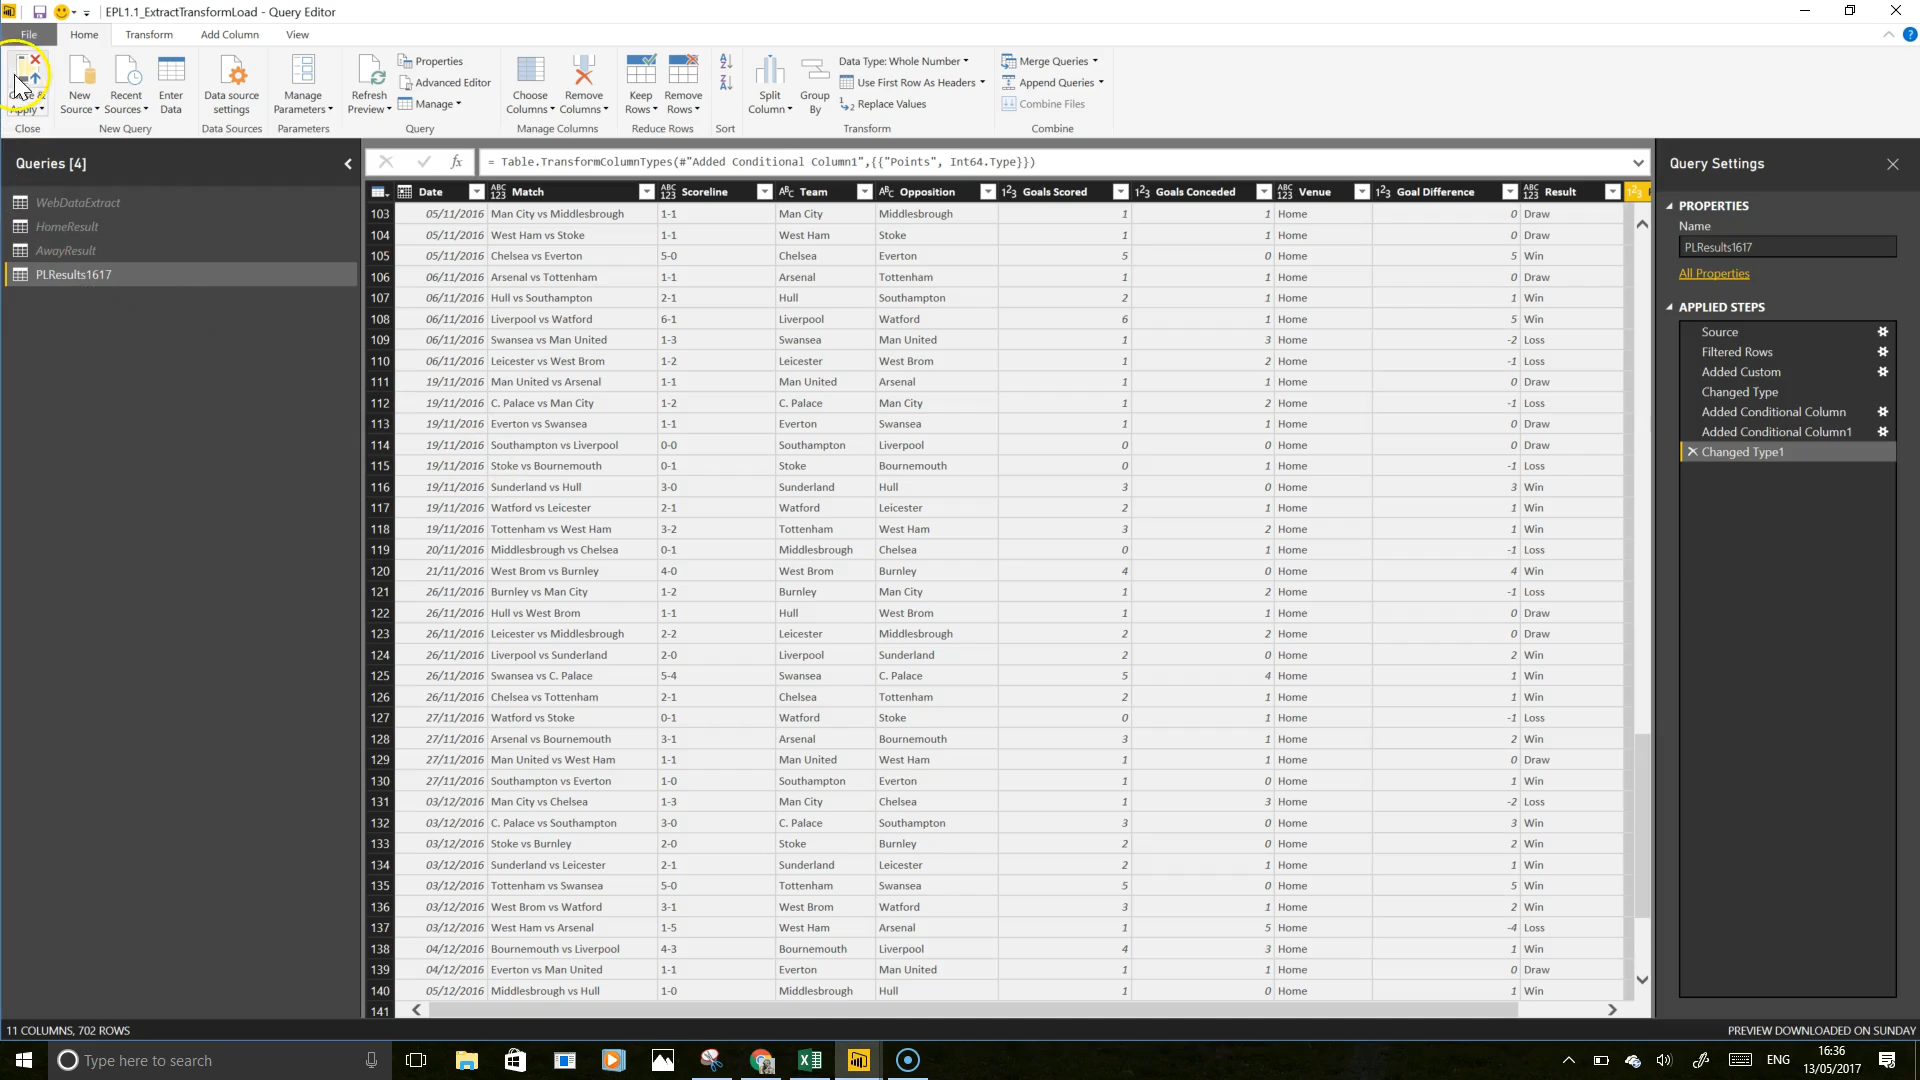 EPL1.1_ExtractTransformLoad - Query Editor
File Home Transform Add Column View
Close & Apply
New Source
Recent Sources
Enter Data
Data source settings
Manage Parameters
Refresh Preview
Properties
Advanced Editor
Manage
Choose Columns
Remove Columns
Keep Rows
Remove Rows
Split Column
Group By
Data Type: Whole Number
Use First Row As Headers
Replace Values
Merge Queries
Append Queries
Combine Files
Close New Query Data Sources Parameters Query Manage Columns Reduce Rows Sort Transform Combine
Queries [4]
WebDataExtract
HomeResult
AwayResult
PLResults1617
fx = Table.TransformColumnTypes(#"Added Conditional Column1",{{"Points", Int64.Type}})
Date Match Scoreline Team Opposition Goals Scored Goals Conceded Venue Goal Difference Result
103 05/11/2016 Man City vs Middlesbrough 1-1 Man City Middlesbrough 1 1 Home 0 Draw
104 05/11/2016 West Ham vs Stoke 1-1 West Ham Stoke 1 1 Home 0 Draw
105 05/11/2016 Chelsea vs Everton 5-0 Chelsea Everton 5 0 Home 5 Win
106 06/11/2016 Arsenal vs Tottenham 1-1 Arsenal Tottenham 1 1 Home 0 Draw
107 06/11/2016 Hull vs Southampton 2-1 Hull Southampton 2 1 Home 1 Win
108 06/11/2016 Liverpool vs Watford 6-1 Liverpool Watford 6 1 Home 5 Win
109 06/11/2016 Swansea vs Man United 1-3 Swansea Man United 1 3 Home -2 Loss
110 06/11/2016 Leicester vs West Brom 1-2 Leicester West Brom 1 2 Home -1 Loss
111 19/11/2016 Man United vs Arsenal 1-1 Man United Arsenal 1 1 Home 0 Draw
112 19/11/2016 C. Palace vs Man City 1-2 C. Palace Man City 1 2 Home -1 Loss
113 19/11/2016 Everton vs Swansea 1-1 Everton Swansea 1 1 Home 0 Draw
114 19/11/2016 Southampton vs Liverpool 0-0 Southampton Liverpool 0 0 Home 0 Draw
115 19/11/2016 Stoke vs Bournemouth 0-1 Stoke Bournemouth 0 1 Home -1 Loss
116 19/11/2016 Sunderland vs Hull 3-0 Sunderland Hull 3 0 Home 3 Win
117 19/11/2016 Watford vs Leicester 2-1 Watford Leicester 2 1 Home 1 Win
118 19/11/2016 Tottenham vs West Ham 3-2 Tottenham West Ham 3 2 Home 1 Win
119 20/11/2016 Middlesbrough vs Chelsea 0-1 Middlesbrough Chelsea 0 1 Home -1 Loss
120 21/11/2016 West Brom vs Burnley 4-0 West Brom Burnley 4 0 Home 4 Win
121 26/11/2016 Burnley vs Man City 1-2 Burnley Man City 1 2 Home -1 Loss
122 26/11/2016 Hull vs West Brom 1-1 Hull West Brom 1 1 Home 0 Draw
123 26/11/2016 Leicester vs Middlesbrough 2-2 Leicester Middlesbrough 2 2 Home 0 Draw
124 26/11/2016 Liverpool vs Sunderland 2-0 Liverpool Sunderland 2 0 Home 2 Win
125 26/11/2016 Swansea vs C. Palace 5-4 Swansea C. Palace 5 4 Home 1 Win
126 26/11/2016 Chelsea vs Tottenham 2-1 Chelsea Tottenham 2 1 Home 1 Win
127 27/11/2016 Watford vs Stoke 0-1 Watford Stoke 0 1 Home -1 Loss
128 27/11/2016 Arsenal vs Bournemouth 3-1 Arsenal Bournemouth 3 1 Home 2 Win
129 27/11/2016 Man United vs West Ham 1-1 Man United West Ham 1 1 Home 0 Draw
130 27/11/2016 Southampton vs Everton 1-0 Southampton Everton 1 0 Home 1 Win
131 03/12/2016 Man City vs Chelsea 1-3 Man City Chelsea 1 3 Home -2 Loss
132 03/12/2016 C. Palace vs Southampton 3-0 C. Palace Southampton 3 0 Home 3 Win
133 03/12/2016 Stoke vs Burnley 2-0 Stoke Burnley 2 0 Home 2 Win
134 03/12/2016 Sunderland vs Leicester 2-1 Sunderland Leicester 2 1 Home 1 Win
135 03/12/2016 Tottenham vs Swansea 5-0 Tottenham Swansea 5 0 Home 5 Win
136 03/12/2016 West Brom vs Watford 3-1 West Brom Watford 3 1 Home 2 Win
137 03/12/2016 West Ham vs Arsenal 1-5 West Ham Arsenal 1 5 Home -4 Loss
138 04/12/2016 Bournemouth vs Liverpool 4-3 Bournemouth Liverpool 4 3 Home 1 Win
139 04/12/2016 Everton vs Man United 1-1 Everton Man United 1 1 Home 0 Draw
140 05/12/2016 Middlesbrough vs Hull 1-0 Middlesbrough Hull 1 0 Home 1 Win
141
Query Settings
PROPERTIES
Name
PLResults1617
All Properties
APPLIED STEPS
Source
Filtered Rows
Added Custom
Changed Type
Added Conditional Column
Added Conditional Column1
Changed Type1
11 COLUMNS, 702 ROWS
PREVIEW DOWNLOADED ON SUNDAY
Type here to search
ENG
16:36
13/05/2017